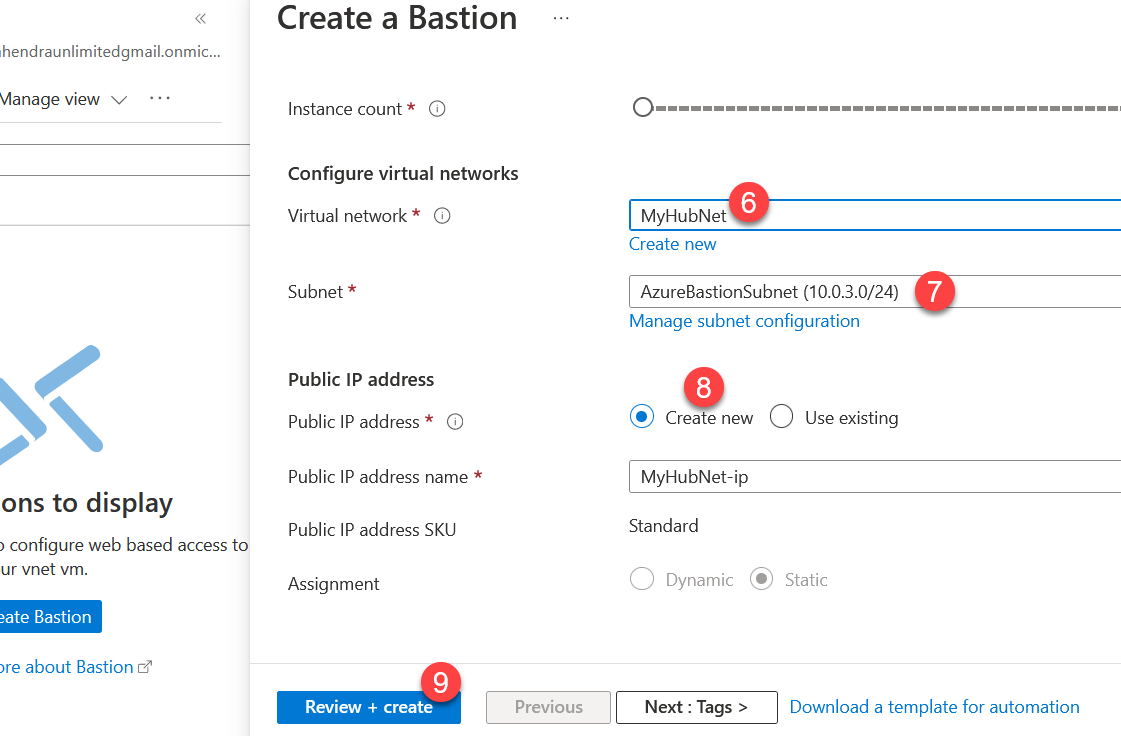 Create a Bastion ...
«
hendraunlimitedgmail.onmic...
Manage view ...
Instance count *
Configure virtual networks
Virtual network *
MyHubNet
6
Create new
Subnet *
AzureBastionSubnet (10.0.3.0/24)
7
Manage subnet configuration
Public IP address
8
Public IP address *
Create new
Use existing
Public IP address name *
MyHubNet-ip
Public IP address SKU
Standard
Assignment
Dynamic
Static
ons to display
o configure web based access to
ur vnet vm.
eate Bastion
ore about Bastion
9
Review + create
Previous
Next : Tags >
Download a template for automation